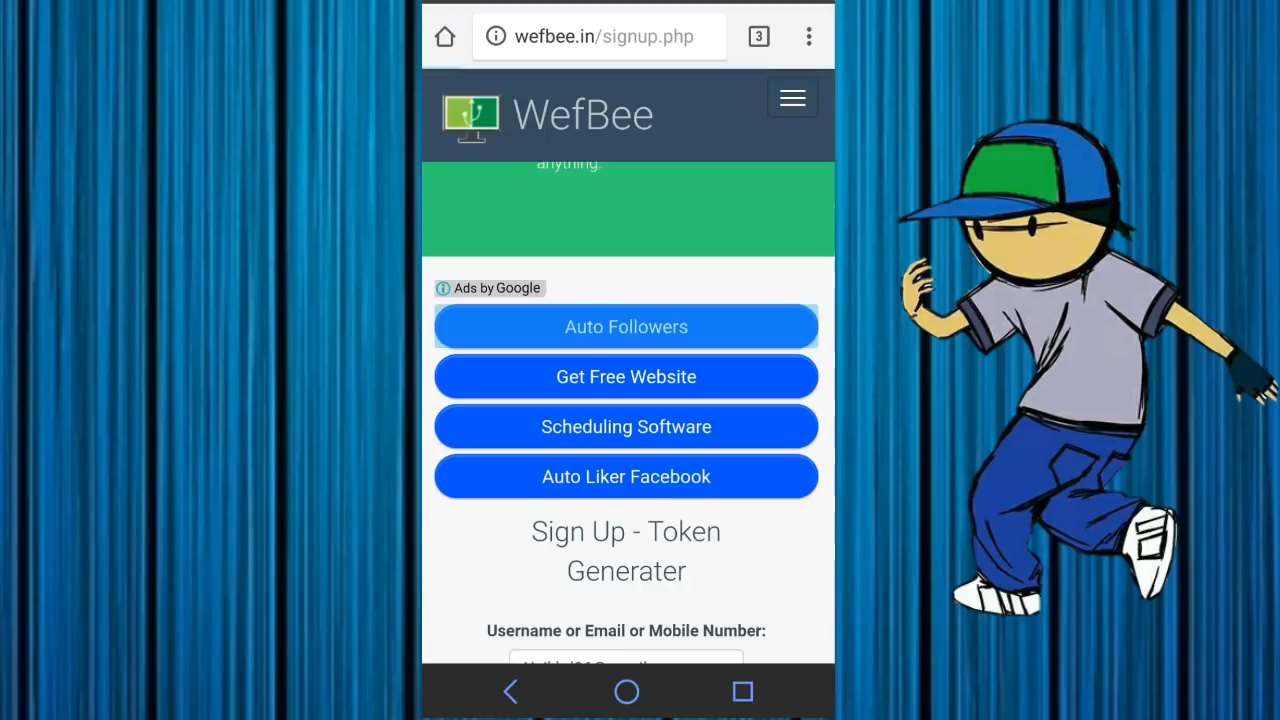 wefbee.in/signup.php
3
WefBee
anything.
Ads by Google
Auto Followers
Get Free Website
Scheduling Software
Auto Liker Facebook
Sign Up - Token
Generater
Username or Email or Mobile Number: